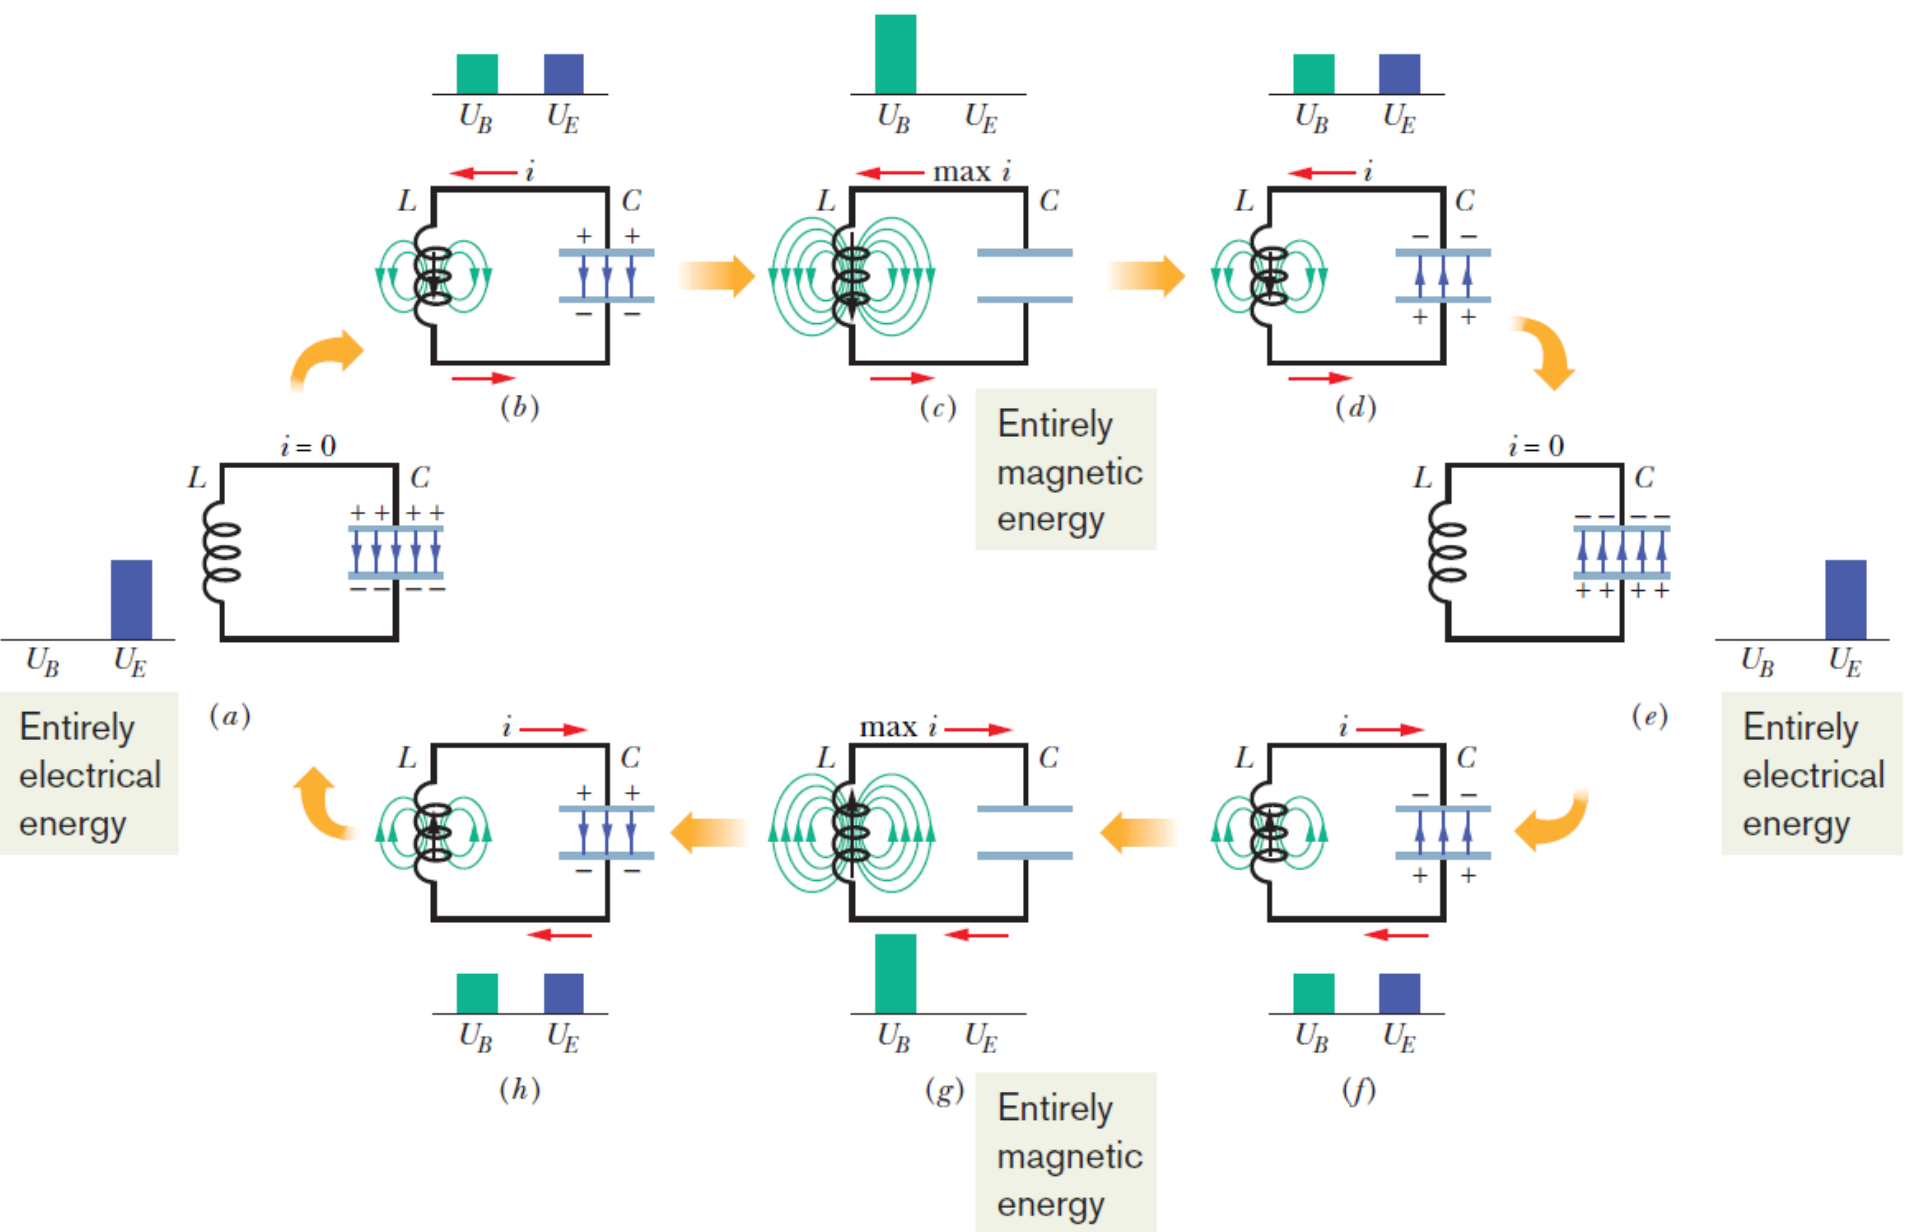 U_B U_E
U_B U_E
U_B U_E
i
max i
i
L C
L C
L C
+ +
− −
− −
+ +
(b)
(c)
(d)
Entirely
magnetic
energy
i = 0
L C
+ + + +
− − − −
U_B U_E
(a)
Entirely
electrical
energy
i = 0
L C
− − − −
+ + + +
U_B U_E
(e)
Entirely
electrical
energy
i
max i
i
L C
L C
L C
+ +
− −
− −
+ +
U_B U_E
U_B U_E
U_B U_E
(h)
(g)
(f)
Entirely
magnetic
energy